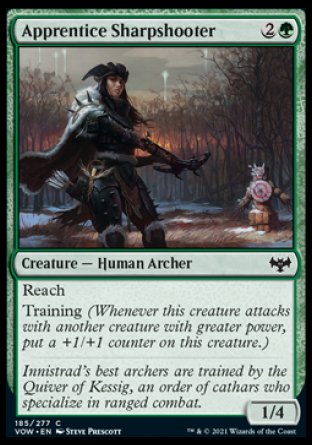 Apprentice Sharpshooter 2
Creature — Human Archer
Reach
Training (Whenever this creature attacks
with another creature with greater power,
put a +1/+1 counter on this creature.)
Innistrad's best archers are trained by the
Quiver of Kessig, an order of cathars who
specialize in ranged combat.
1/4
185/277 C
VOW • EN Steve Prescott
™ & © 2021 Wizards of the Coast